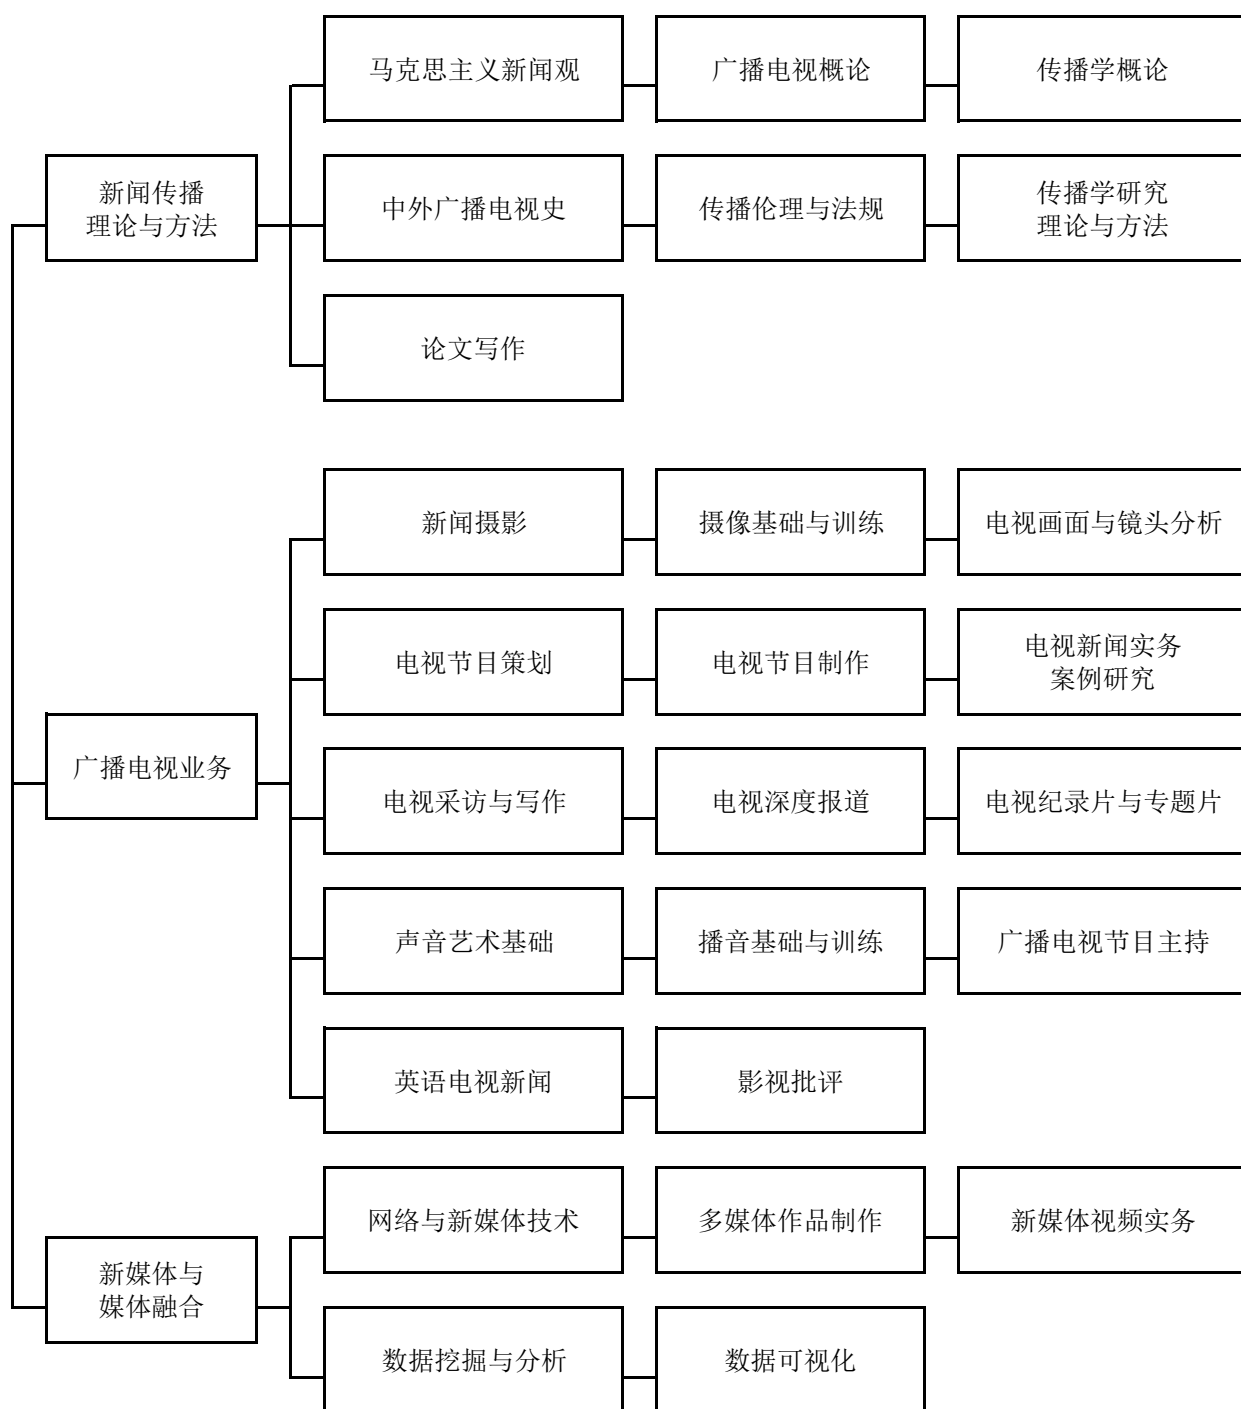 马克思主义新闻观
广播电视概论
传播学概论
新闻传播
理论与方法
中外广播电视史
传播伦理与法规
传播学研究
理论与方法
论文写作
新闻摄影
摄像基础与训练
电视画面与镜头分析
电视节目策划
电视节目制作
电视新闻实务
案例研究
广播电视业务
电视采访与写作
电视深度报道
电视纪录片与专题片
声音艺术基础
播音基础与训练
广播电视节目主持
英语电视新闻
影视批评
网络与新媒体技术
多媒体作品制作
新媒体视频实务
新媒体与
媒体融合
数据挖掘与分析
数据可视化